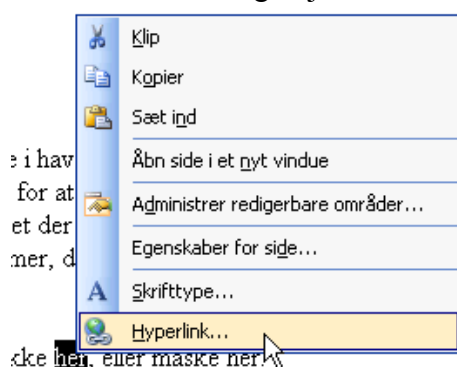 Klip
Kopier
Sæt ind
Åbn side i et nyt vindue
Administrer redigerbare områder...
Egenskaber for side...
Skrifttype...
Hyperlink...
e i hav
for at
et der
mer, d
kke her, eller måske her?